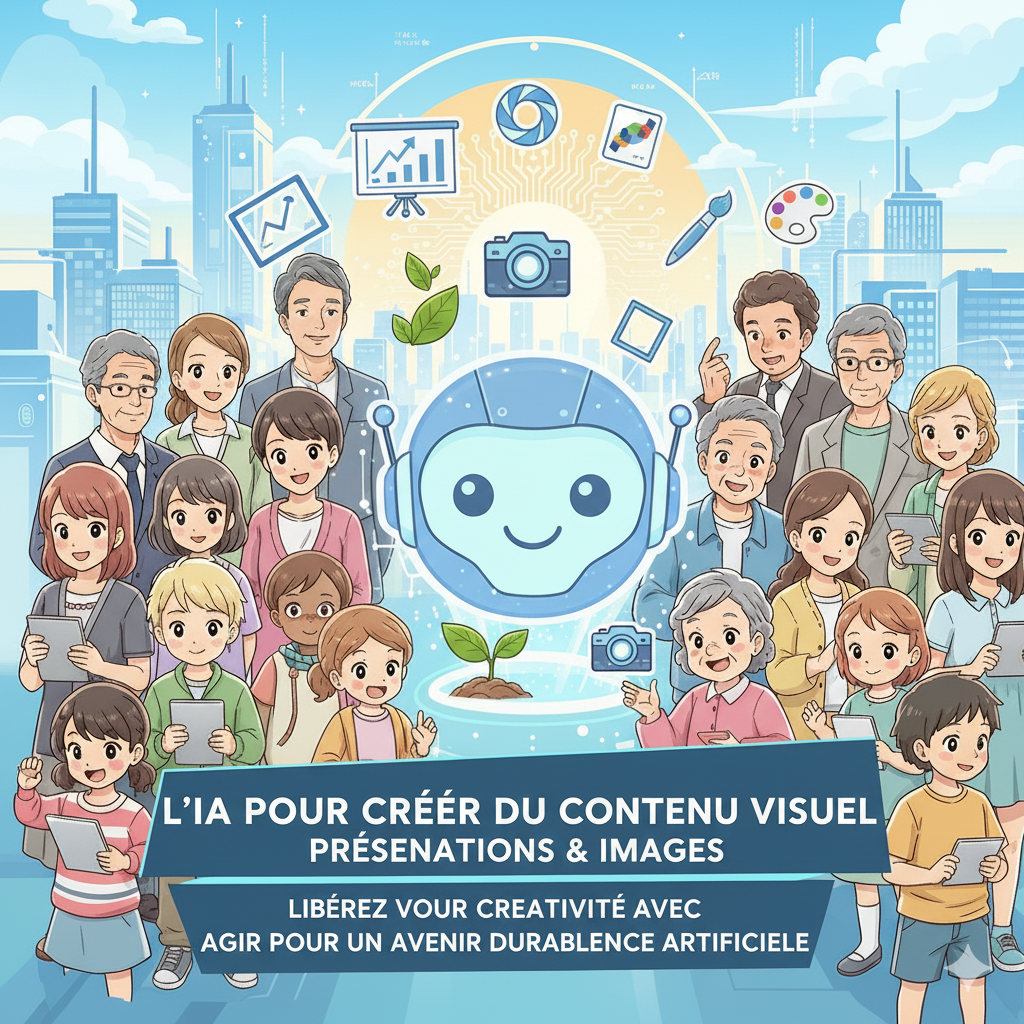 L'IA POUR CRÉÉR DU CONTENU VISUEL
PRÉSENATIONS & IMAGES
LIBÉREZ VOUR CREATIVITÉ AVEC
AGIR POUR UN AVENIR DURABLENCE ARTIFICIELE